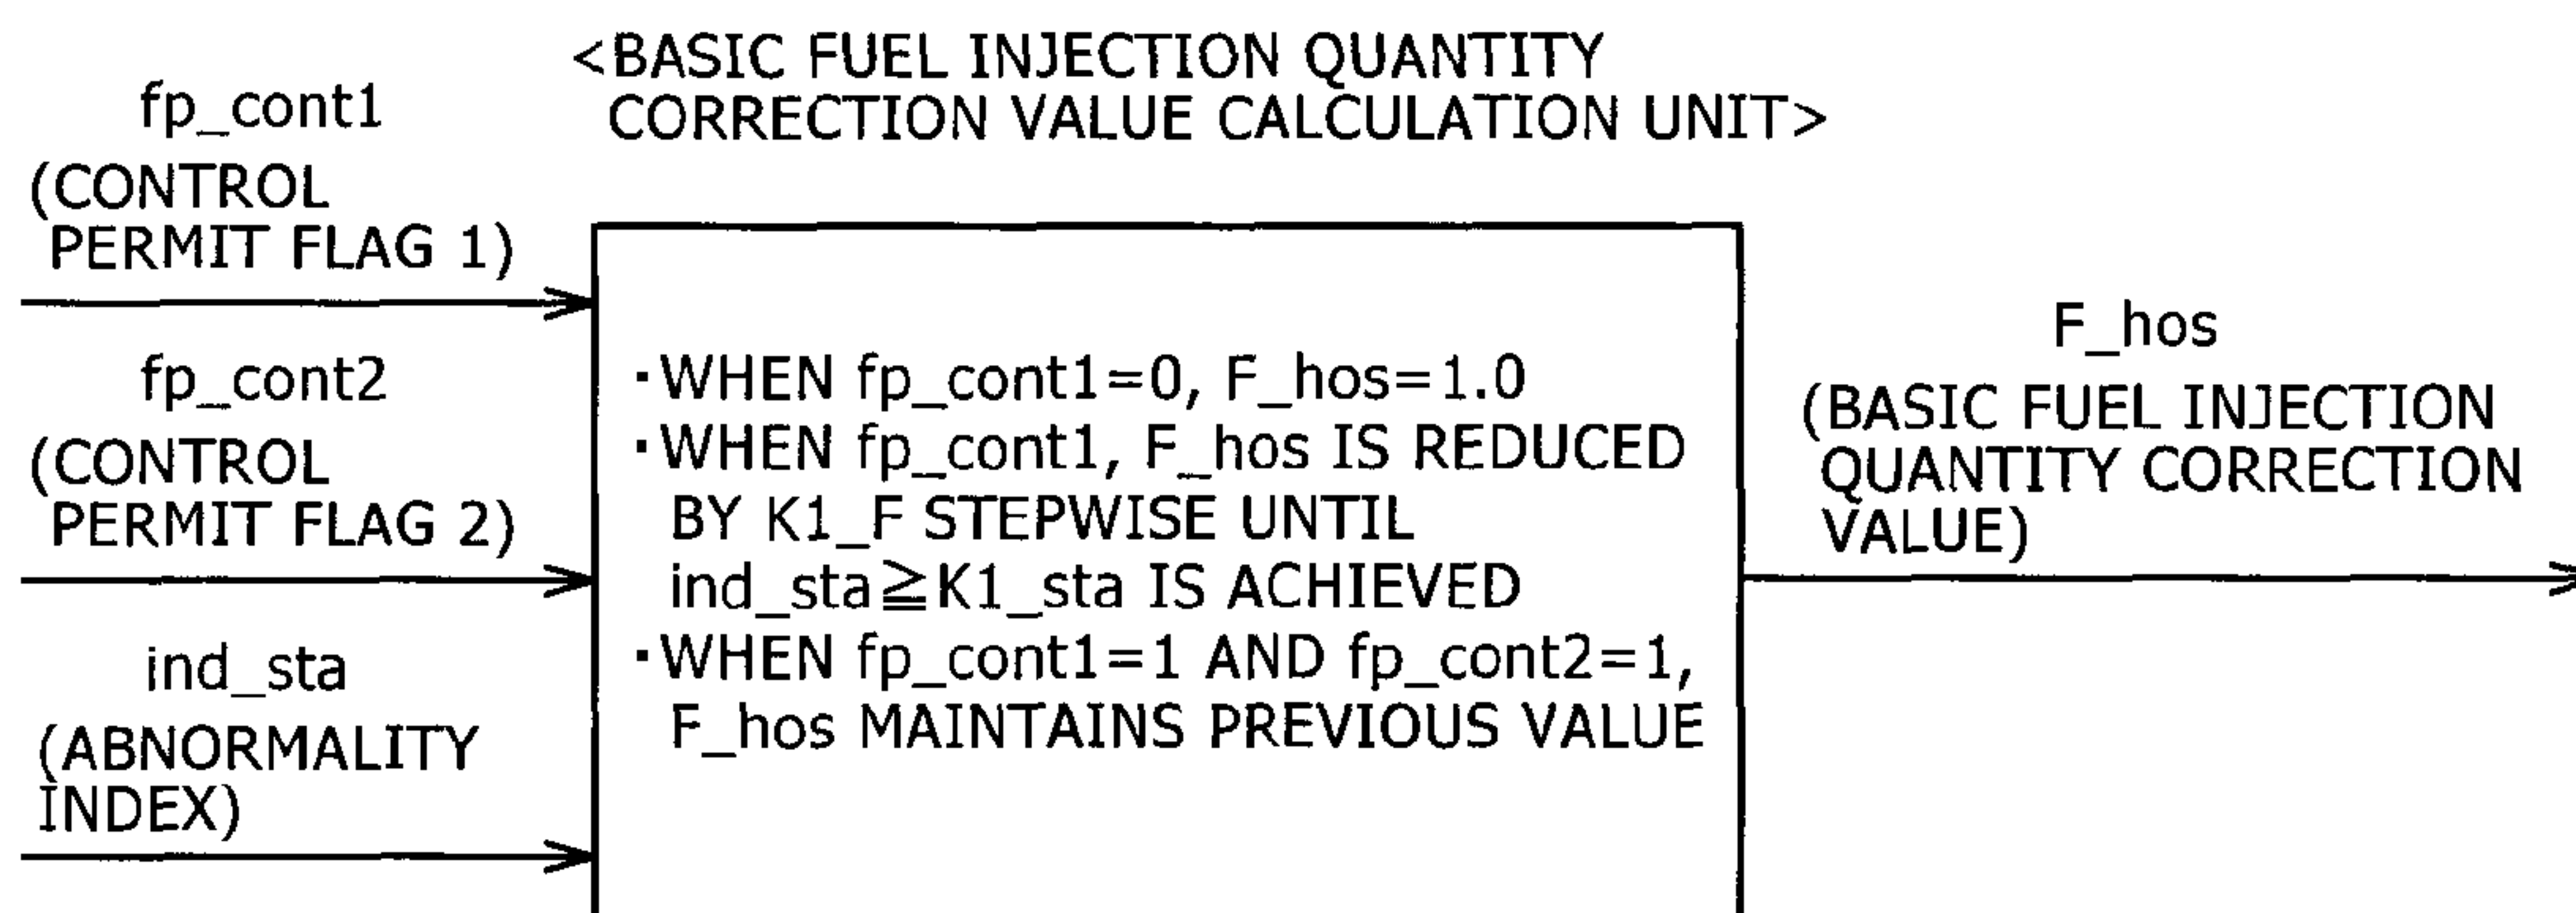 <BASIC FUEL INJECTION QUANTITY
CORRECTION VALUE CALCULATION UNIT>
fp_cont1
(CONTROL
PERMIT FLAG 1)
fp_cont2
(CONTROL
PERMIT FLAG 2)
ind_sta
(ABNORMALITY
INDEX)
・WHEN fp_cont1=0, F_hos=1.0
・WHEN fp_cont1, F_hos IS REDUCED
BY K1_F STEPWISE UNTIL
ind_sta≧K1_sta IS ACHIEVED
・WHEN fp_cont1=1 AND fp_cont2=1,
F_hos MAINTAINS PREVIOUS VALUE
F_hos
(BASIC FUEL INJECTION
QUANTITY CORRECTION
VALUE)